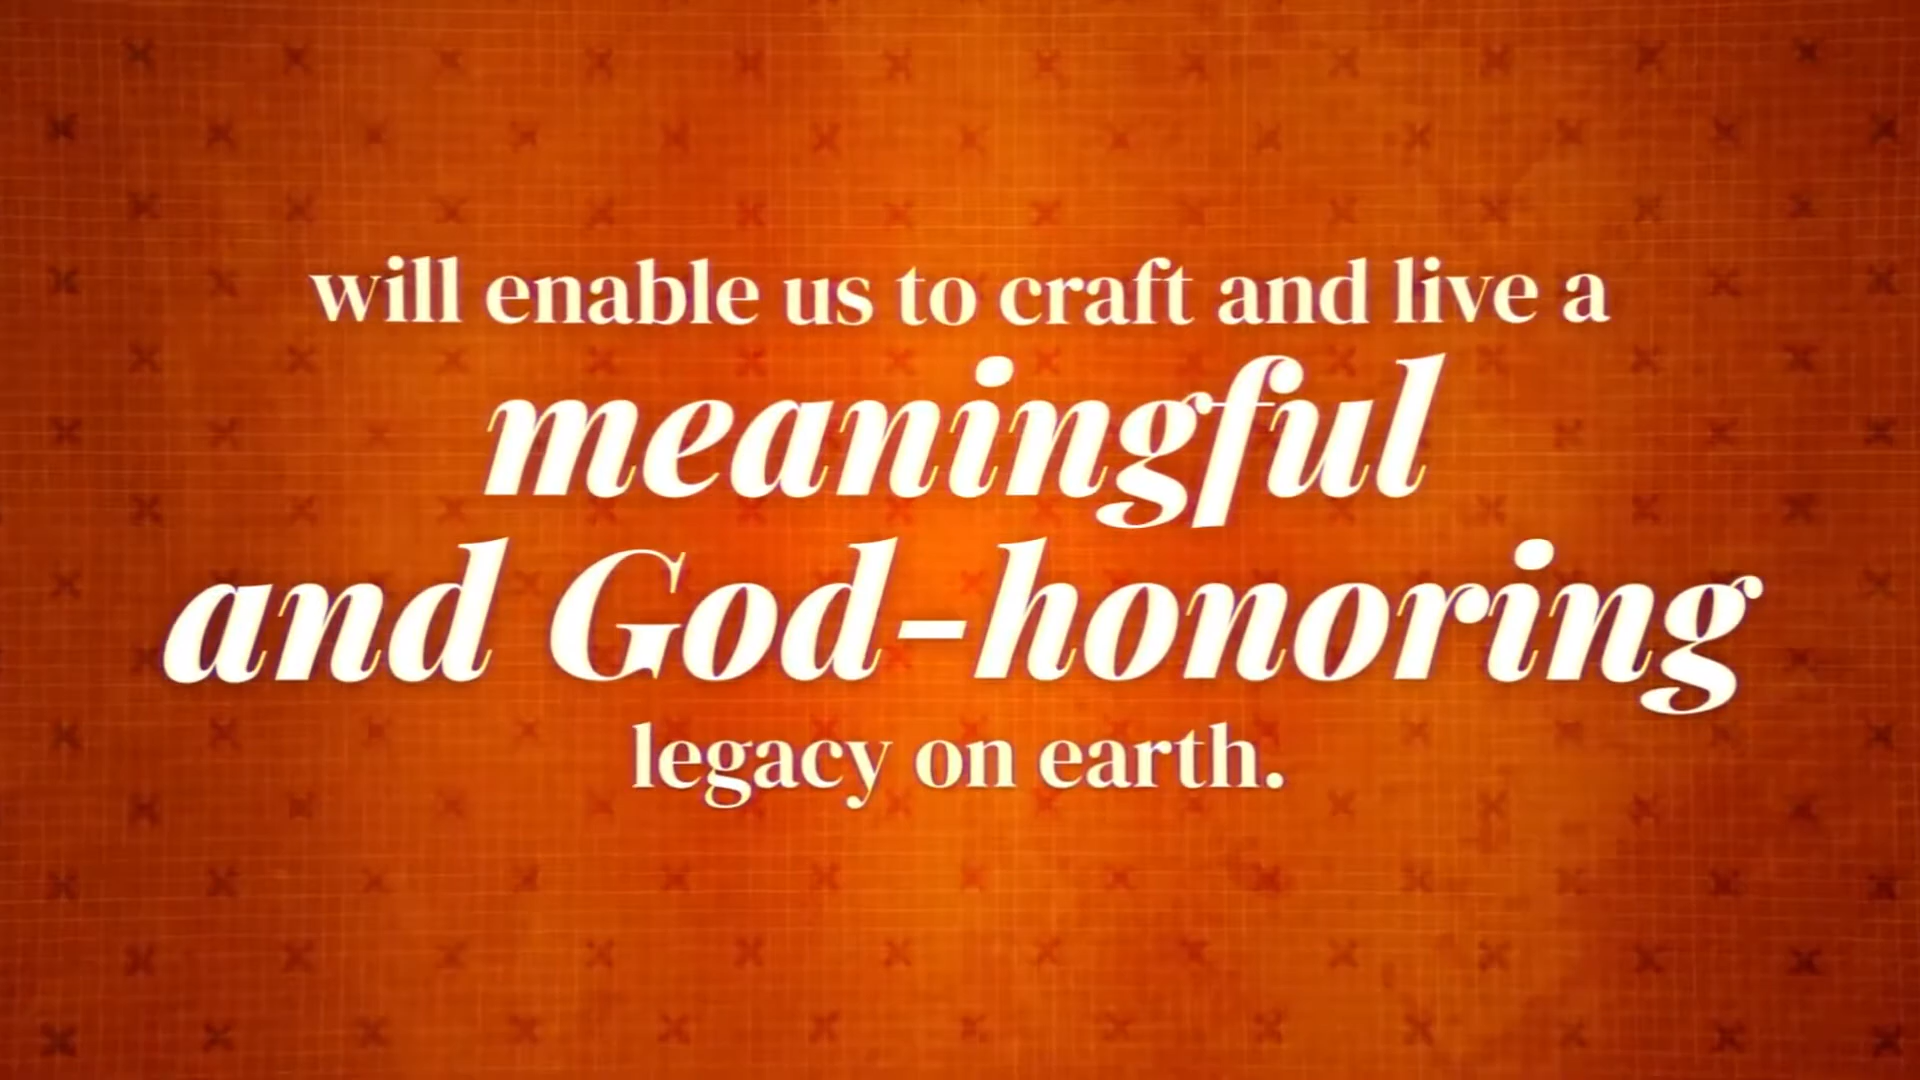 will enable us to craft and live a
meaningful
and God-honoring
legacy on earth.